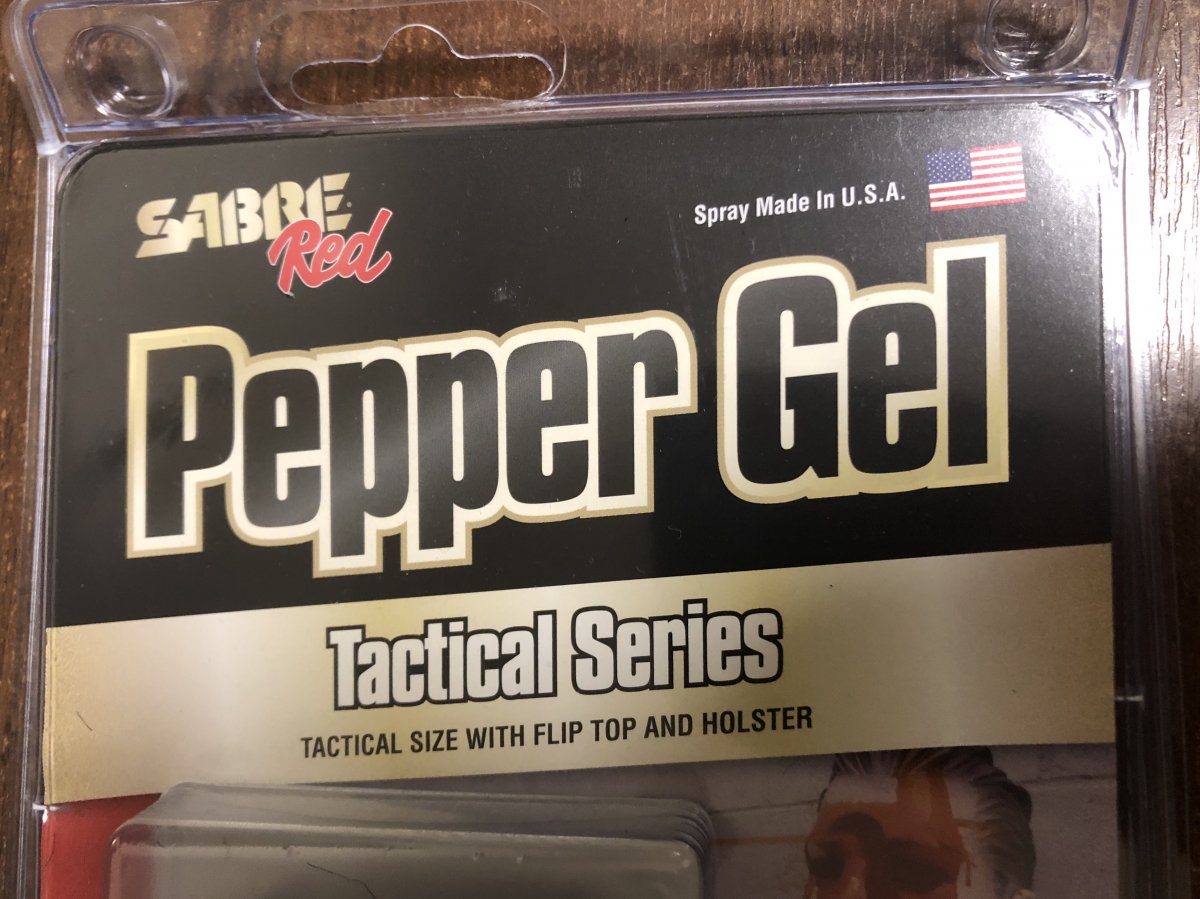 SABRE
Red
Spray Made In U.S.A.
Pepper Gel
Tactical Series
TACTICAL SIZE WITH FLIP TOP AND HOLSTER